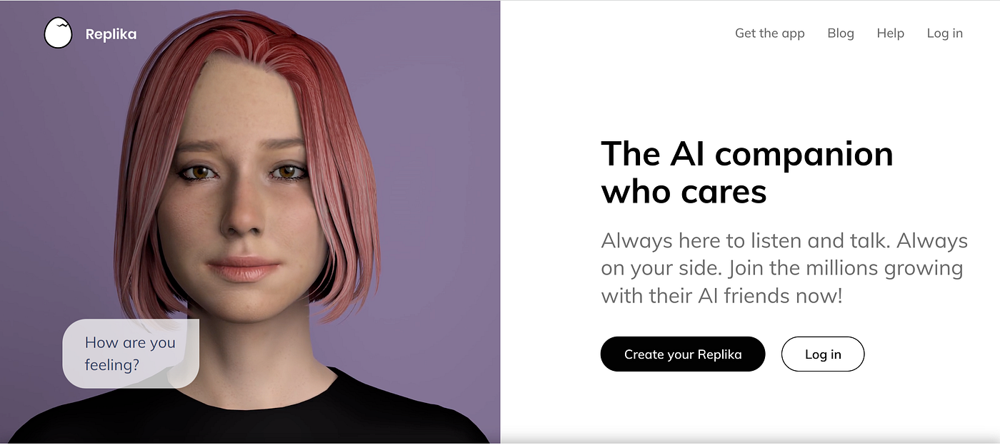 Replika
Get the app
Blog
Help
Log in
The AI companion
who cares
Always here to listen and talk. Always
on your side. Join the millions growing
with their AI friends now!
Create your Replika
Log in
How are you
feeling?